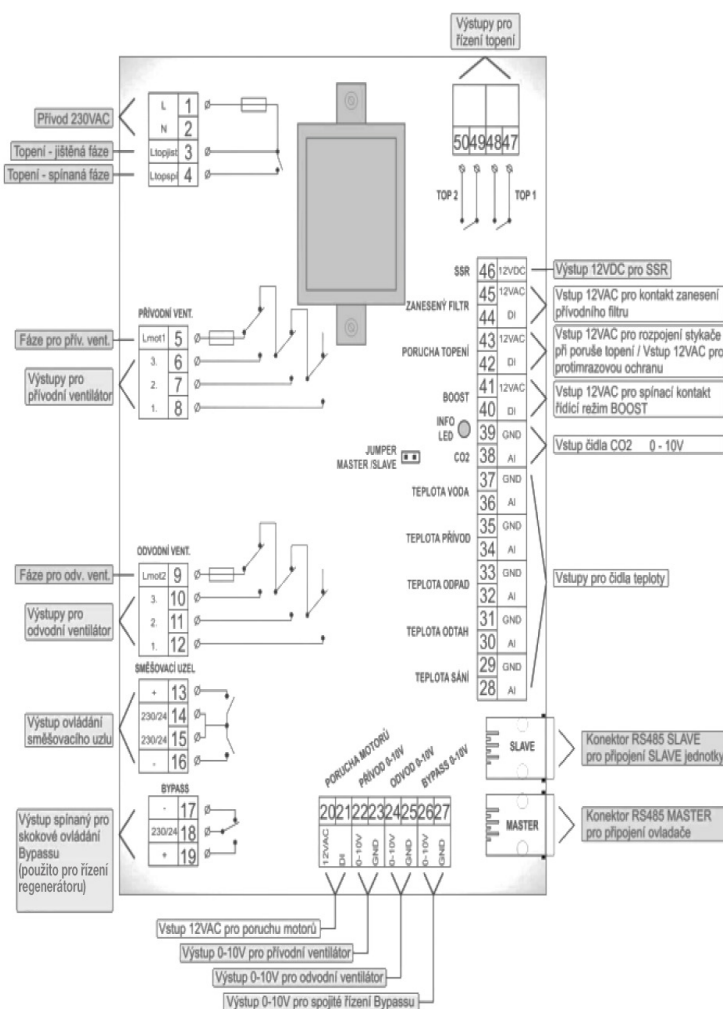 Výstupy pro
řízení topení
Přívod 230VAC
L 1
N 2
Topení - jištěná fáze
Ltopjist 3
Topení - spínaná fáze
Ltopspí 4
50 49 48 47
TOP 2
TOP 1
SSR
46 12VDC
Výstup 12VDC pro SSR
ZANESENÝ FILTR
45 12VAC
44 DI
Vstup 12VAC pro kontakt zanesení
přívodního filtru
PORUCHA TOPENÍ
43 12VAC
42 DI
Vstup 12VAC pro rozpojení stykače
při poruše topení / Vstup 12VAC pro
protimrazovou ochranu
BOOST
41 12VAC
40 DI
Vstup 12VAC pro spínací kontakt
řídící režim BOOST
INFO
LED
CO2
39 GND
38 AI
Vstup čidla CO2 0 - 10V
JUMPER
MASTER /SLAVE
TEPLOTA VODA
37 GND
36 AI
TEPLOTA PŘÍVOD
35 GND
34 AI
TEPLOTA ODPAD
33 GND
32 AI
TEPLOTA ODTAH
31 GND
30 AI
TEPLOTA SÁNÍ
29 GND
28 AI
Vstupy pro čidla teploty
PŘÍVODNÍ VENT.
Fáze pro přív. vent.
Lmot1 5
3. 6
2. 7
1. 8
Výstupy pro
přívodní ventilátor
ODVODNÍ VENT.
Fáze pro odv. vent.
Lmot2 9
3. 10
2. 11
1. 12
Výstupy pro
odvodní ventilátor
SMĚŠOVACÍ UZEL
+ 13
230/24 14
230/24 15
- 16
Výstup ovládání
směšovacího uzlu
BYPASS
- 17
230/24 18
+ 19
Výstup spínaný pro
skokové ovládání
Bypassu
(použito pro řízení
regenerátoru)
SLAVE
Konektor RS485 SLAVE
pro připojení SLAVE jednotky
MASTER
Konektor RS485 MASTER
pro připojení ovladače
PORUCHA MOTORŮ
PŘÍVOD 0-10V
ODVOD 0-10V
BYPASS 0-10V
20 21 22 23 24 25 26 27
12VAC DI 0-10V GND 0-10V GND 0-10V GND
Vstup 12VAC pro poruchu motorů
Výstup 0-10V pro přívodní ventilátor
Výstup 0-10V pro odvodní ventilátor
Výstup 0-10V pro spojité řízení Bypassu